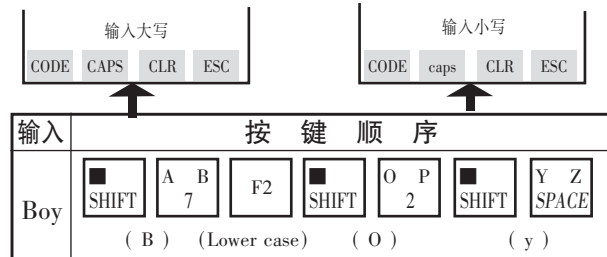 输入大写
CODE CAPS CLR ESC
输入小写
CODE caps CLR ESC
输入 按键顺序
Boy
SHIFT
A B
7
F2
SHIFT
O P
2
SHIFT
Y Z
SPACE
( B ) (Lower case) ( O ) ( y )